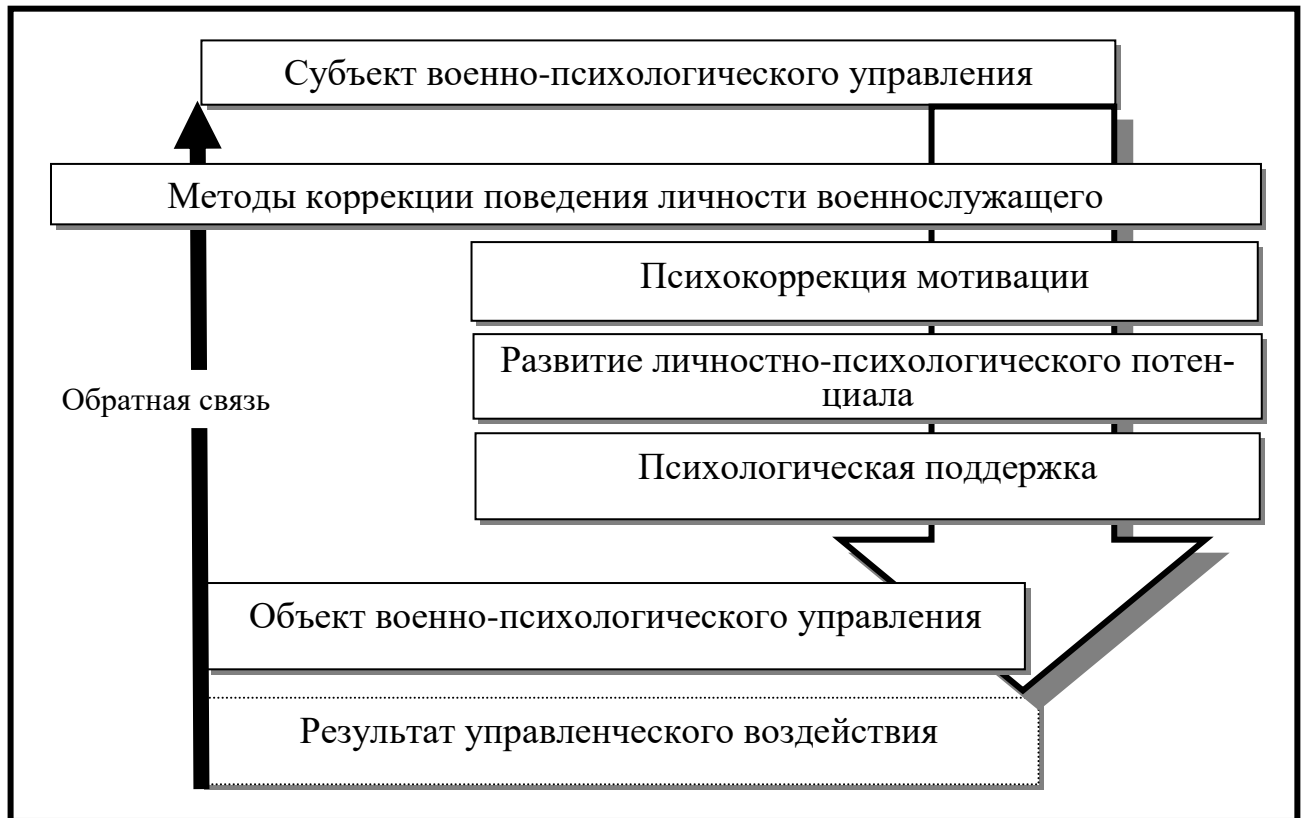 Субъект военно-психологического управления
Методы коррекции поведения личности военнослужащего
Психокоррекция мотивации
Развитие личностно-психологического потен-
циала
Обратная связь
Психологическая поддержка
Объект военно-психологического управления
Результат управленческого воздействия